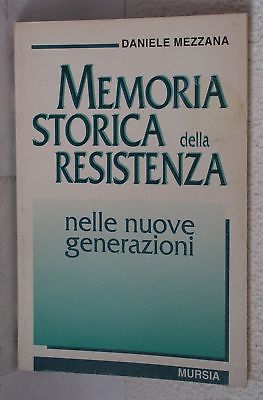 DANIELE MEZZANA
MEMORIA
STORICA della
RESISTENZA
nelle nuove
generazioni
MURSIA